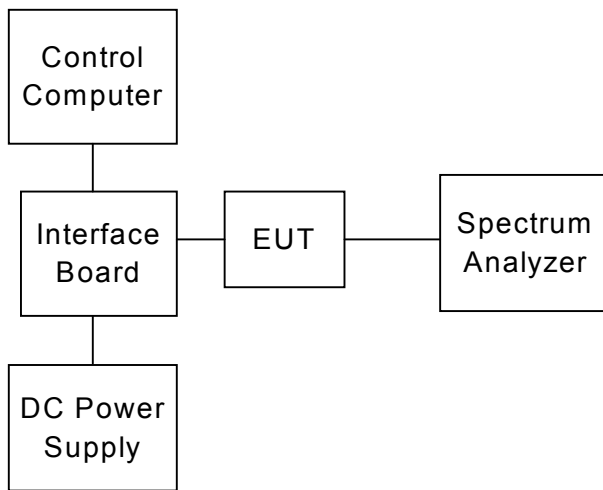 Control
Computer
Interface
Board
EUT
Spectrum
Analyzer
DC Power
Supply